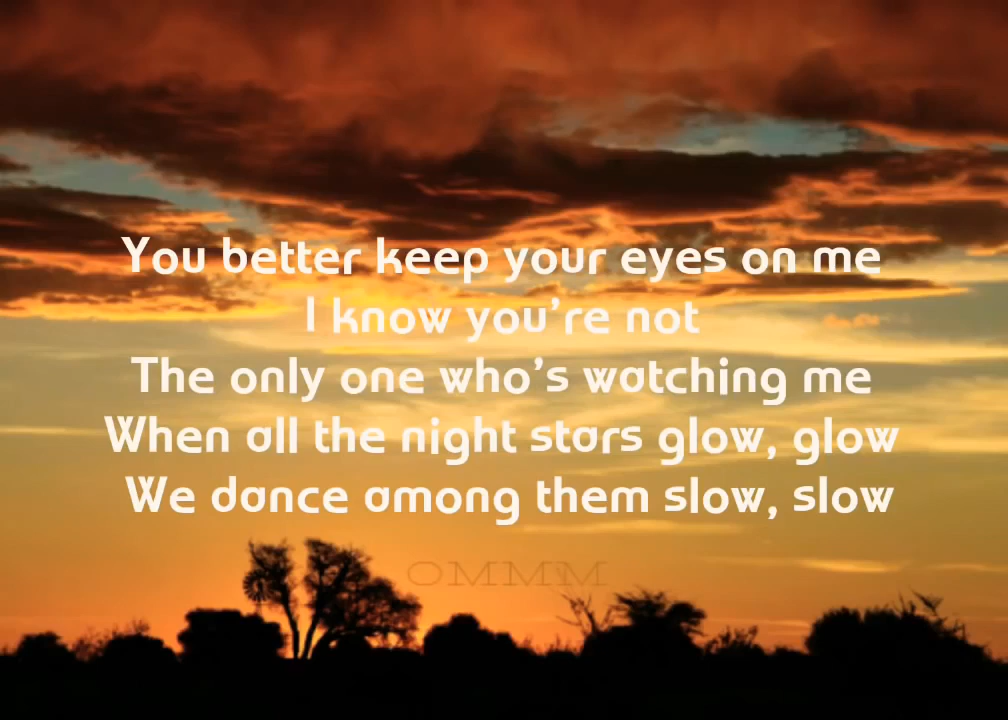 You better keep your eyes on me
I know you're not
The only one who's watching me
When all the night stars glow, glow
We dance among them slow, slow
OMMM